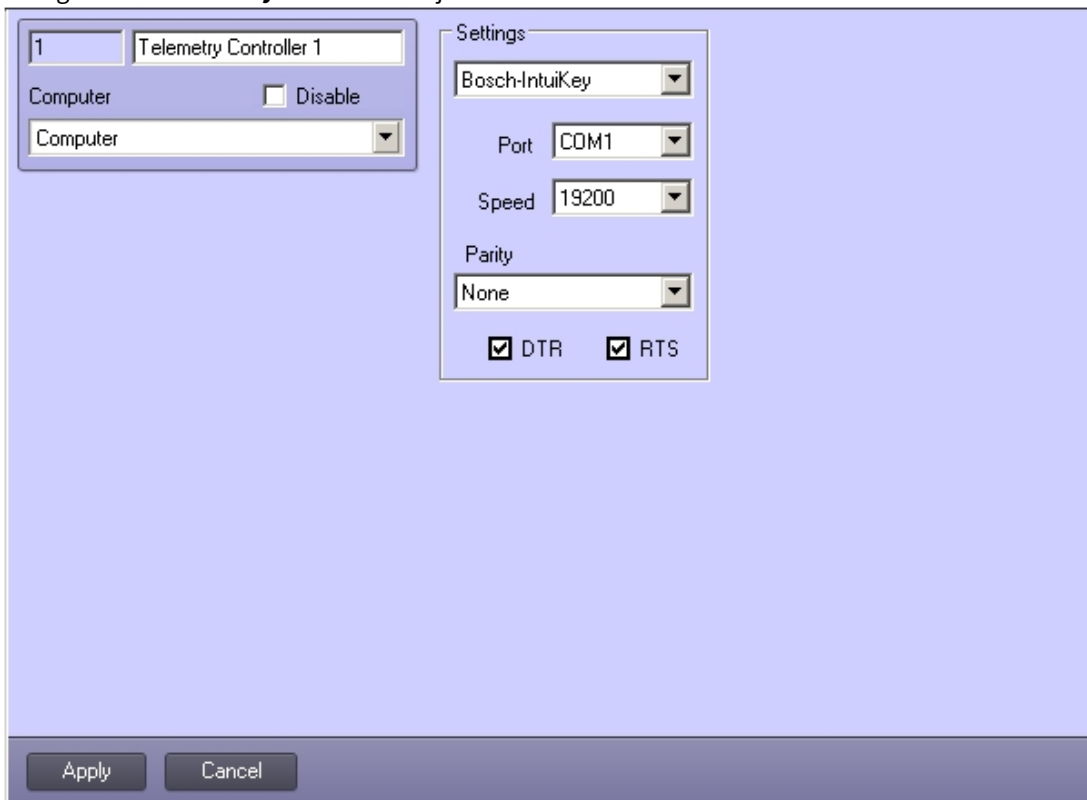 1
Telemetry Controller 1
Computer
Disable
Computer
Settings
Bosch-IntuiKey
Port
COM1
Speed
19200
Parity
None
DTR
RTS
Apply
Cancel